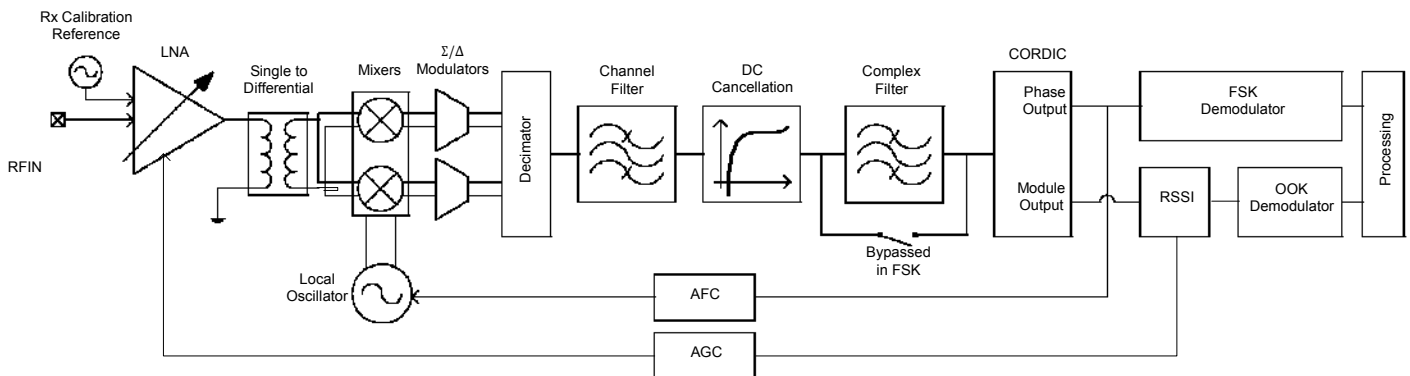 Rx Calibration
Reference
LNA
RFIN
Single to
Differential
Mixers
Σ/Δ
Modulators
Decimator
Channel
Filter
DC
Cancellation
Complex
Filter
Bypassed
in FSK
CORDIC
Phase
Output
Module
Output
FSK
Demodulator
RSSI
OOK
Demodulator
Processing
Local
Oscillator
AFC
AGC